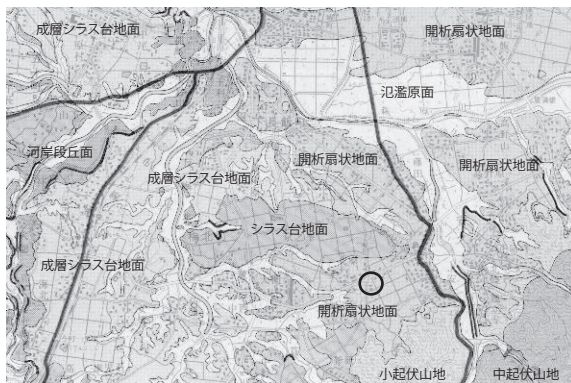 成層シラス台地面
開析扇状地面
氾濫原面
河岸段丘面
開析扇状地面
開析扇状地面
成層シラス台地面
シラス台地面
成層シラス台地面
開析扇状地面
小起伏山地
中起伏山地